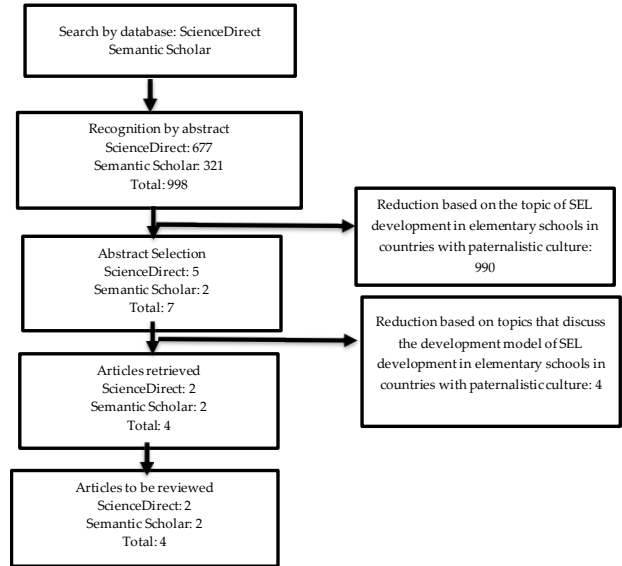 Search by database: ScienceDirect
Semantic Scholar
Recognition by abstract
ScienceDirect: 677
Semantic Scholar: 321
Total: 998
Reduction based on the topic of SEL
development in elementary schools in
countries with paternalistic culture:
990
Abstract Selection
ScienceDirect: 5
Semantic Scholar: 2
Total: 7
Reduction based on topics that discuss
the development model of SEL
development in elementary schools in
countries with paternalistic culture: 4
Articles retrieved
ScienceDirect: 2
Semantic Scholar: 2
Total: 4
Articles to be reviewed
ScienceDirect: 2
Semantic Scholar: 2
Total: 4